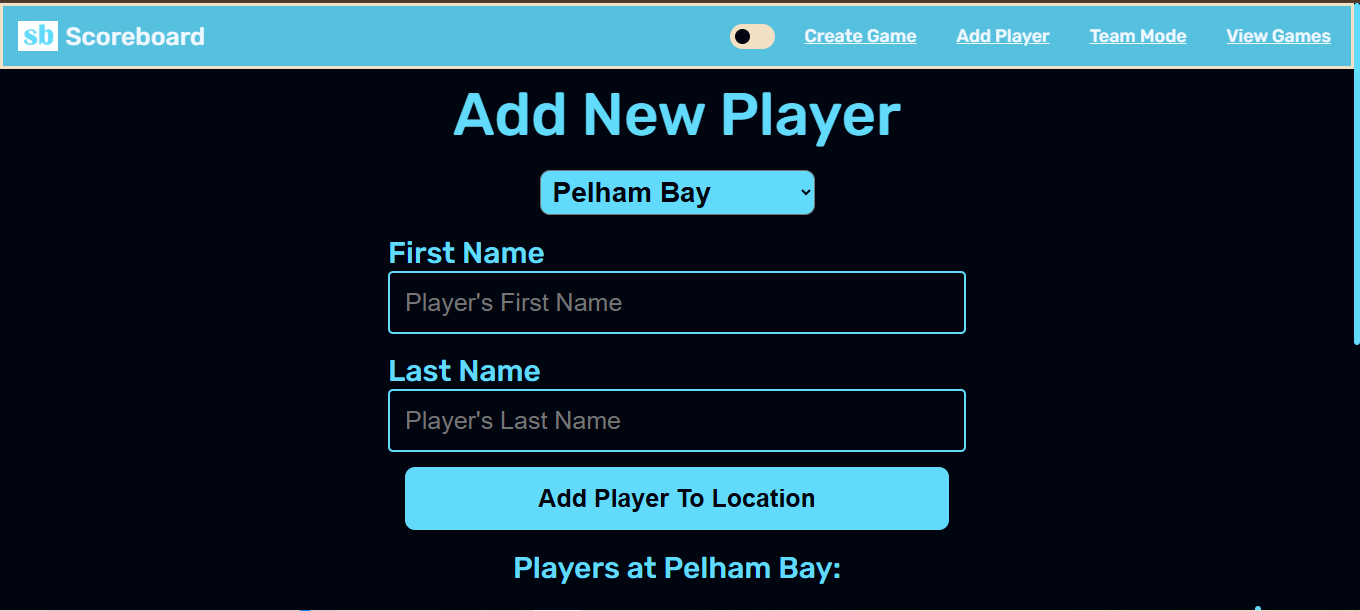 sb Scoreboard Create Game Add Player Team Mode View Games
Add New Player
Pelham Bay
First Name
Player's First Name
Last Name
Player's Last Name
Add Player To Location
Players at Pelham Bay: